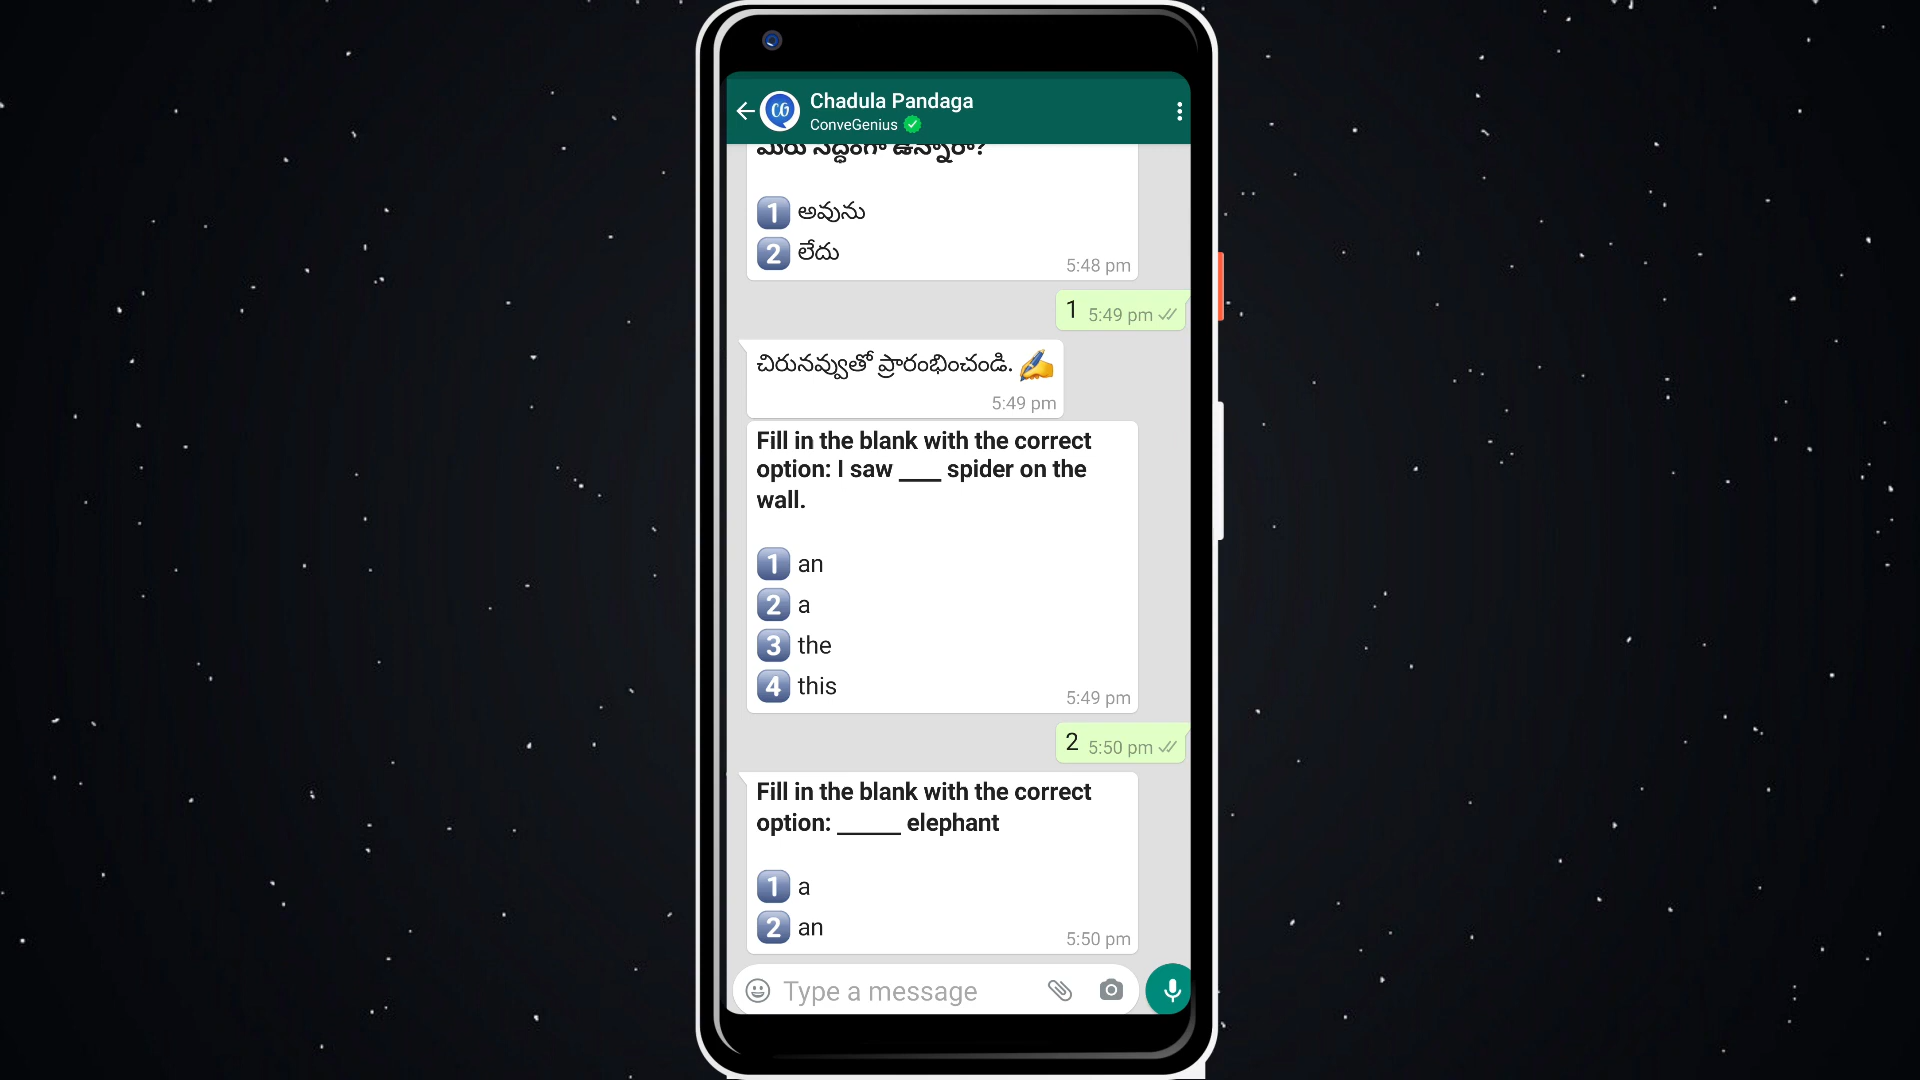 Chadula Pandaga
ConveGenius
మీరు సిద్ధంగా ఉన్నారా?
1 అవును
2 లేదు
5:48 pm
1 5:49 pm
చిరునవ్వుతో ప్రారంభించండి. ✍
5:49 pm
Fill in the blank with the correct
option: I saw ____ spider on the
wall.
1 an
2 a
3 the
4 this
5:49 pm
2 5:50 pm
Fill in the blank with the correct
option: ______ elephant
1 a
2 an
5:50 pm
Type a message